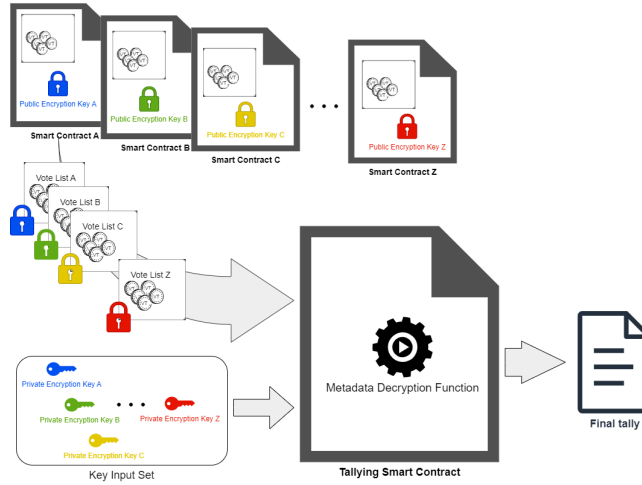 Public Encryption Key A
Smart Contract A
Public Encryption Key B
Smart Contract B
Public Encryption Key C
Smart Contract C
Public Encryption Key Z
Smart Contract Z
Vote List A
Vote List B
Vote List C
Vote List Z
Metadata Decryption Function
Tallying Smart Contract
Final tally
Private Encryption Key A
Private Encryption Key B
Private Encryption Key Z
Private Encryption Key C
Key Input Set